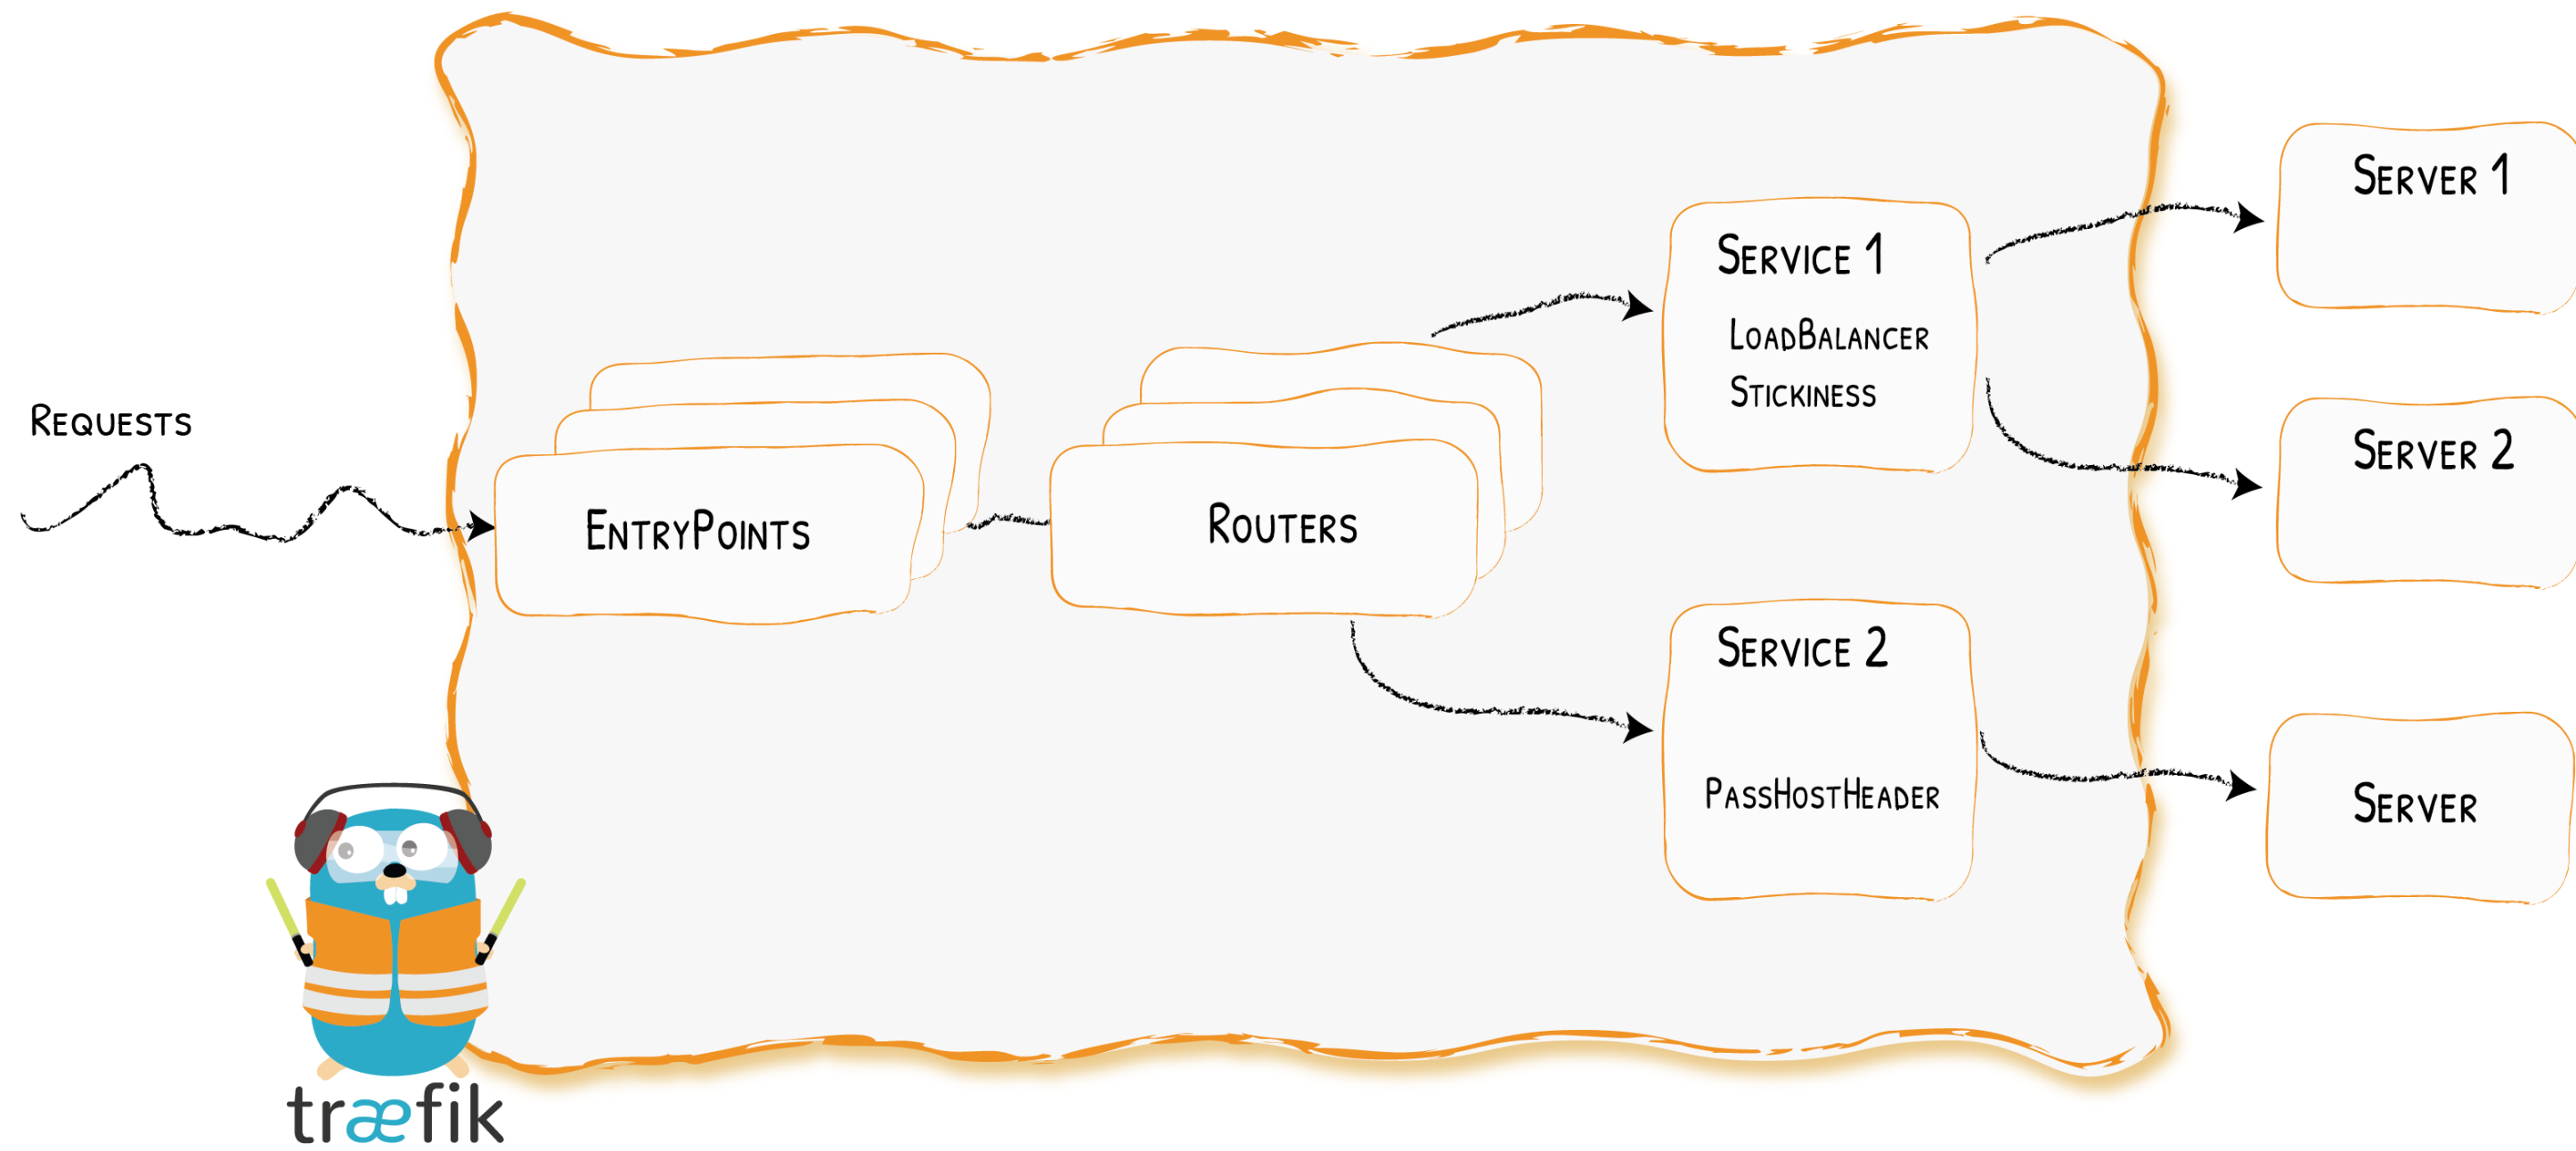 Requests
EntryPoints
Routers
Service 1
LoadBalancer
Stickiness
Service 2
PassHostHeader
Server 1
Server 2
Server
træfik